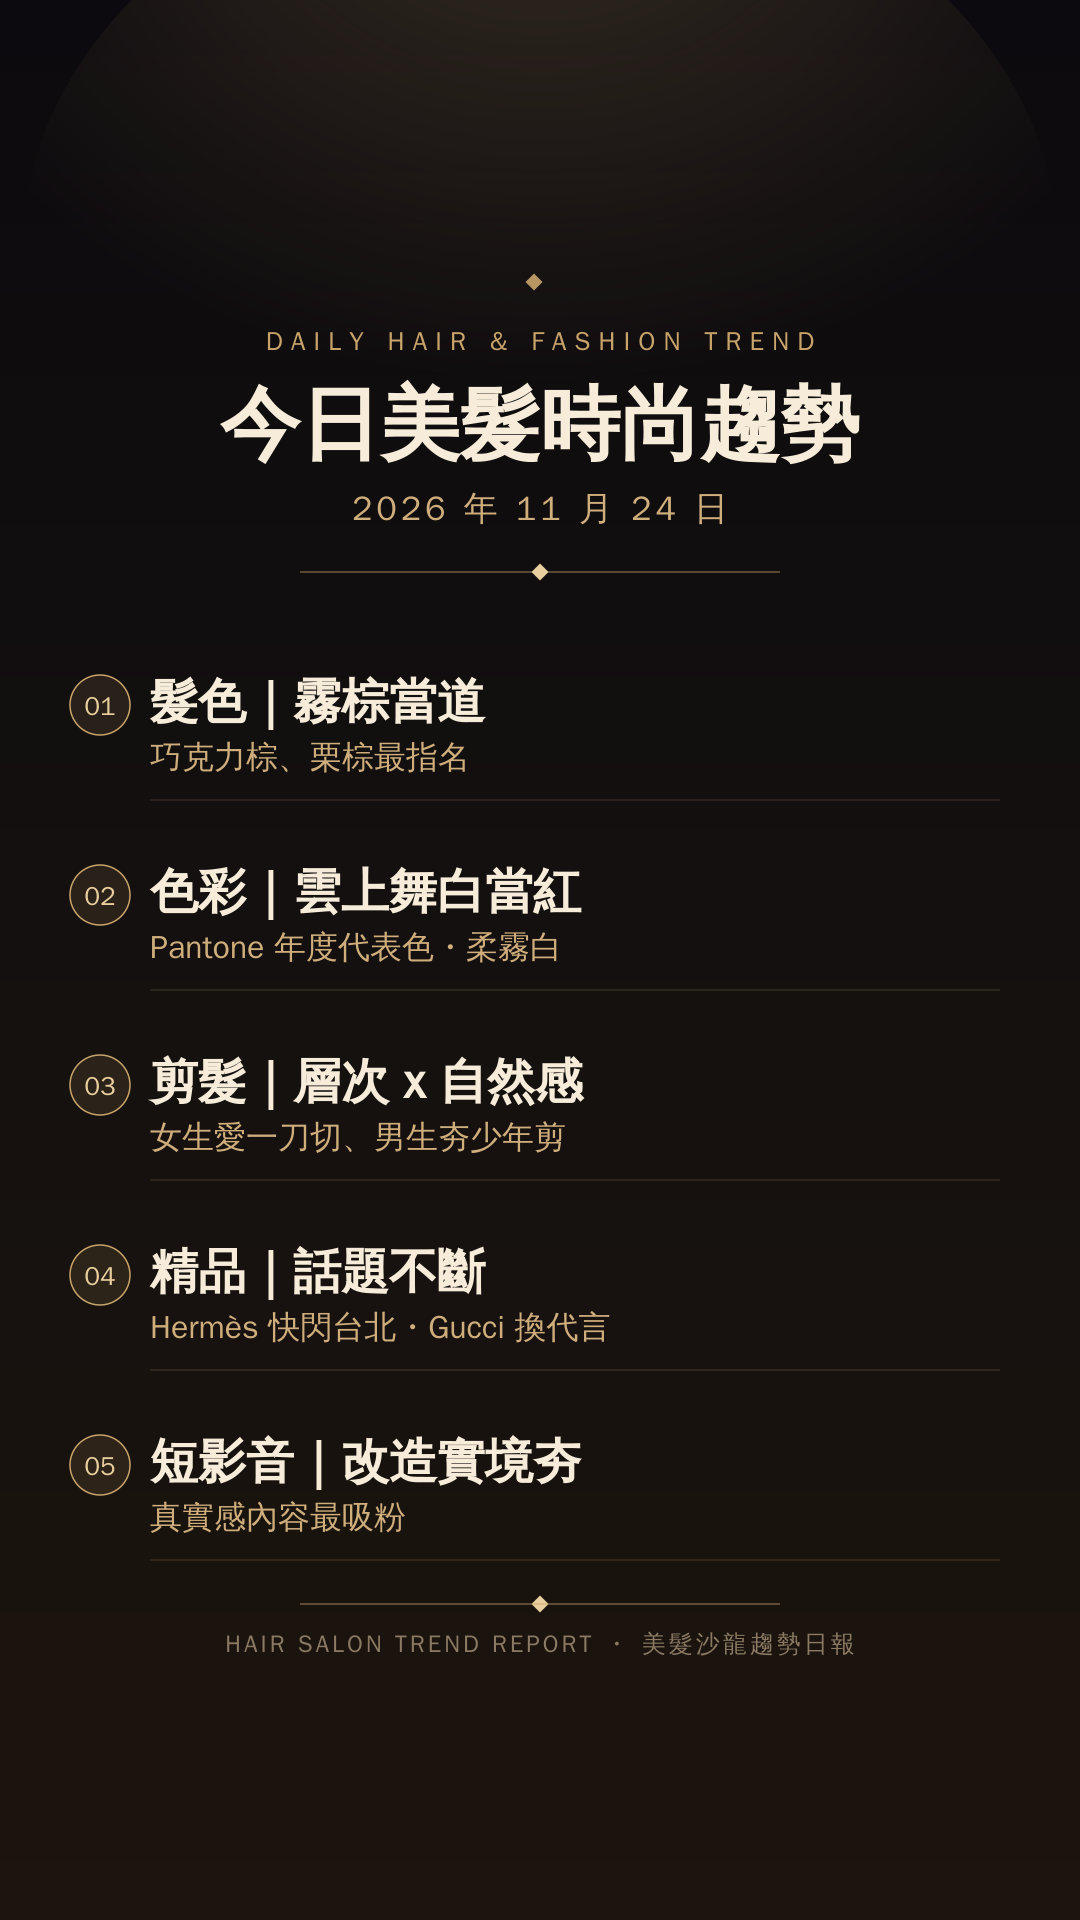 DAILY HAIR & FASHION TREND
今日美髮時尚趨勢
2026 年 11 月 24 日
01 髮色｜霧棕當道
巧克力棕、栗棕最指名
02 色彩｜雲上舞白當紅
Pantone 年度代表色・柔霧白
03 剪髮｜層次 x 自然感
女生愛一刀切、男生夯少年剪
04 精品｜話題不斷
Hermès 快閃台北・Gucci 換代言
05 短影音｜改造實境夯
真實感內容最吸粉
HAIR SALON TREND REPORT ・ 美髮沙龍趨勢日報